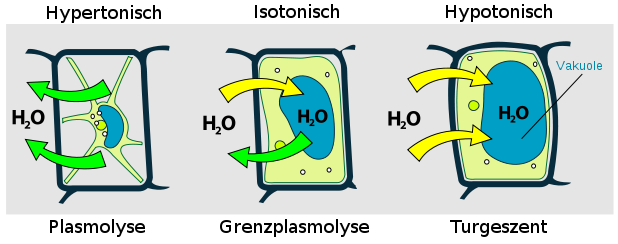 Hypertonisch
Isotonisch
Hypotonisch
Vakuole
H₂O
H₂O
H₂O
H₂O
H₂O
Plasmolyse
Grenzplasmolyse
Turgeszent